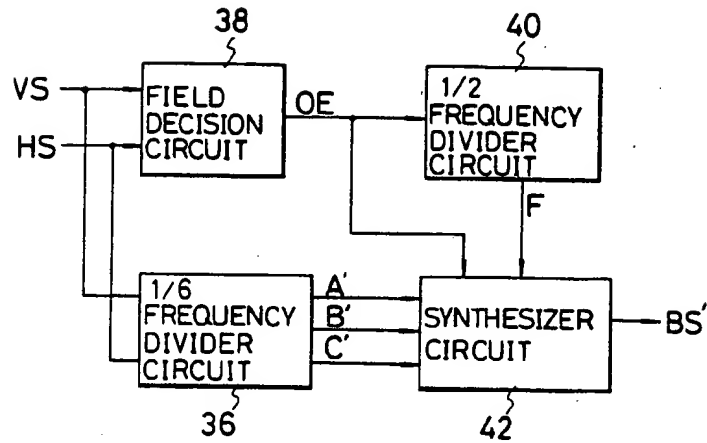 38
40
VS
FIELD
DECISION
CIRCUIT
OE
1/2
FREQUENCY
DIVIDER
CIRCUIT
HS
F
1/6
FREQUENCY
DIVIDER
CIRCUIT
A'
B'
C'
SYNTHESIZER
CIRCUIT
BS'
36
42